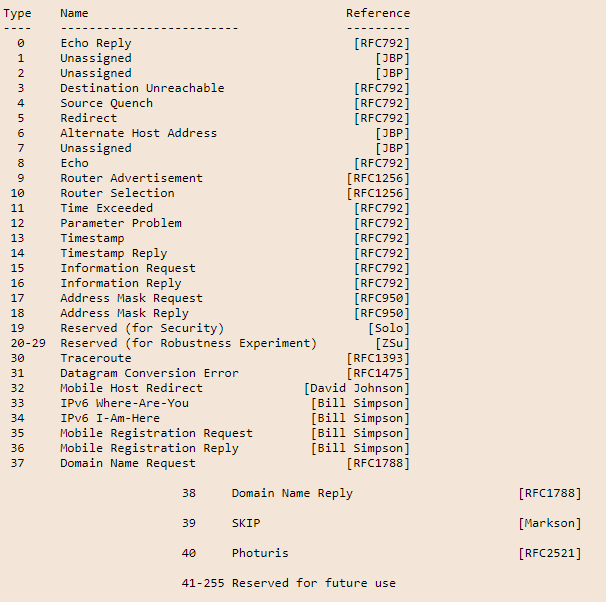 Type    Name                                    Reference
----    -------------------------               ---------
  0     Echo Reply                               [RFC792]
  1     Unassigned                                  [JBP]
  2     Unassigned                                  [JBP]
  3     Destination Unreachable                  [RFC792]
  4     Source Quench                            [RFC792]
  5     Redirect                                 [RFC792]
  6     Alternate Host Address                      [JBP]
  7     Unassigned                                  [JBP]
  8     Echo                                     [RFC792]
  9     Router Advertisement                    [RFC1256]
 10     Router Selection                        [RFC1256]
 11     Time Exceeded                            [RFC792]
 12     Parameter Problem                        [RFC792]
 13     Timestamp                                [RFC792]
 14     Timestamp Reply                          [RFC792]
 15     Information Request                      [RFC792]
 16     Information Reply                        [RFC792]
 17     Address Mask Request                     [RFC950]
 18     Address Mask Reply                       [RFC950]
 19     Reserved (for Security)                    [Solo]
 20-29  Reserved (for Robustness Experiment)        [ZSu]
 30     Traceroute                              [RFC1393]
 31     Datagram Conversion Error               [RFC1475]
 32     Mobile Host Redirect              [David Johnson]
 33     IPv6 Where-Are-You                 [Bill Simpson]
 34     IPv6 I-Am-Here                     [Bill Simpson]
 35     Mobile Registration Request        [Bill Simpson]
 36     Mobile Registration Reply          [Bill Simpson]
 37     Domain Name Request                     [RFC1788]
38     Domain Name Reply                       [RFC1788]
39     SKIP                                    [Markson]
40     Photuris                                [RFC2521]
41-255 Reserved for future use